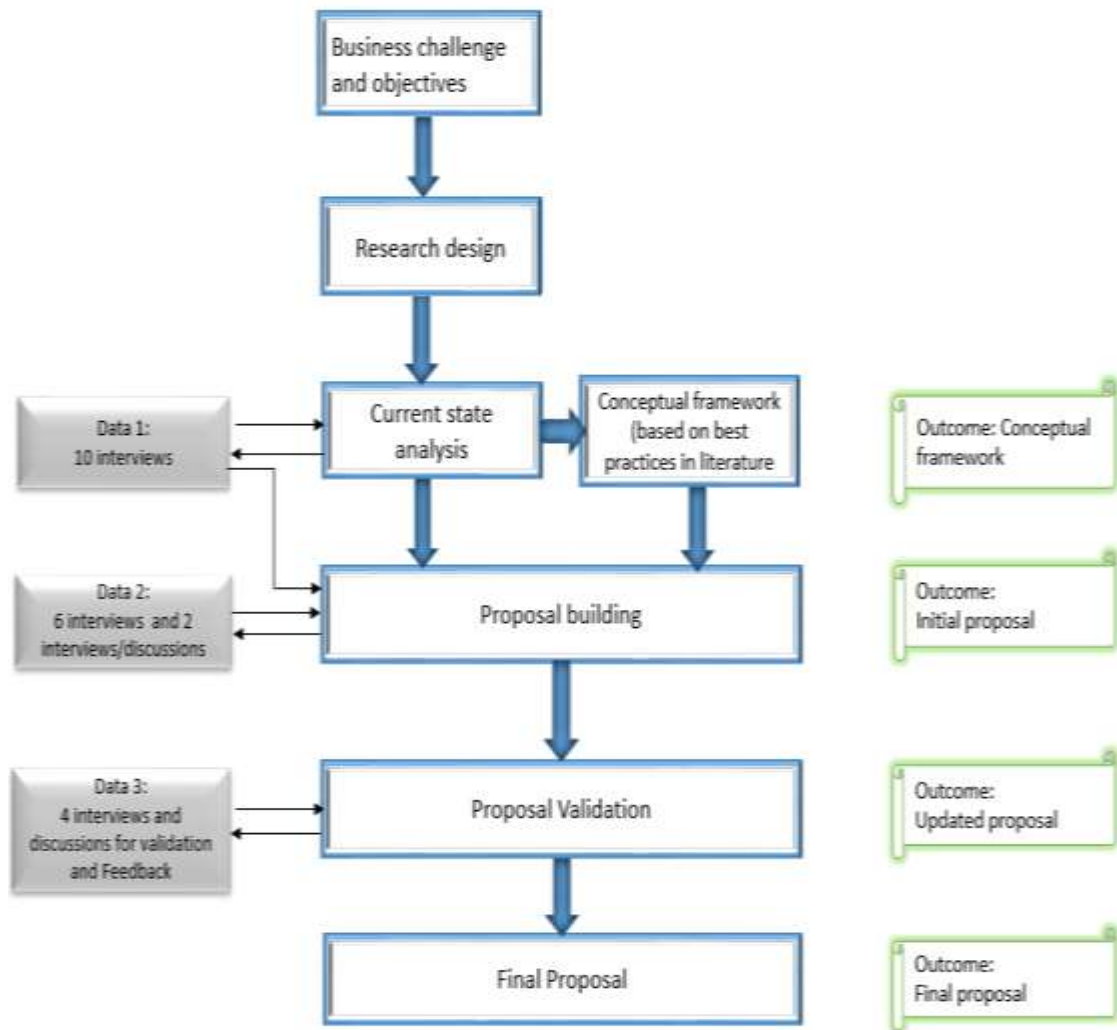 Business challenge
and objectives
Research design
Data 1:
10 interviews
Current state
analysis
Conceptual framework
(based on best
practices in literature
Outcome: Conceptual
framework
Data 2:
6 interviews and 2
interviews/discussions
Proposal building
Outcome:
Initial proposal
Data 3:
4 interviews and
discussions for validation
and Feedback
Proposal Validation
Outcome:
Updated proposal
Final Proposal
Outcome:
Final proposal